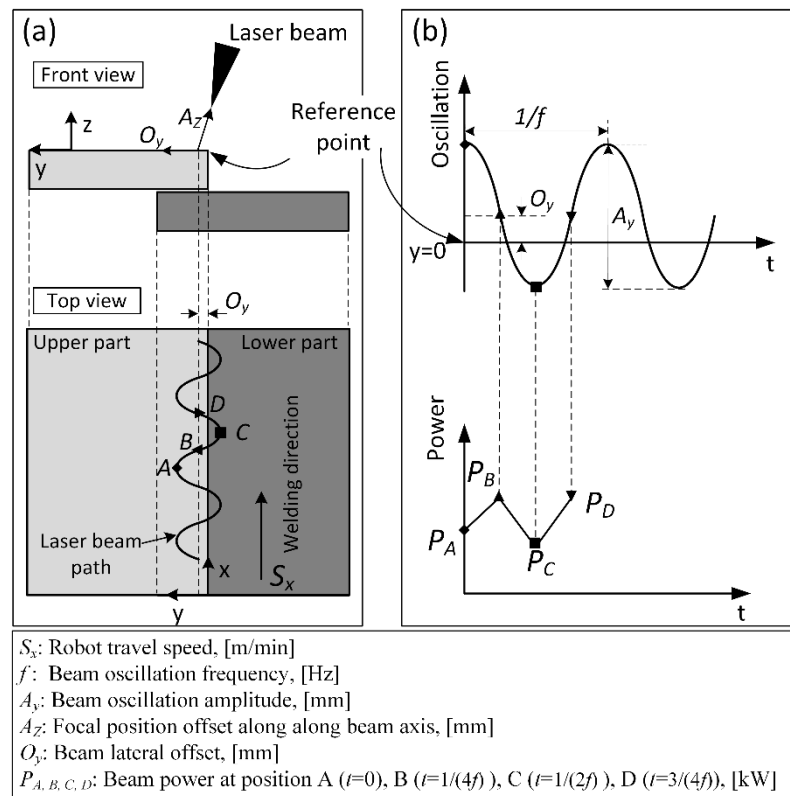 (a)
Laser beam
Front view
A_Z
Reference
point
z
O_y
y
Top view
O_y
Upper part
Lower part
D
B
C
A
Welding direction
Laser beam
path
x
S_x
y
(b)
Oscillation
1/f
O_y
A_y
y=0
t
Power
P_B
P_D
P_A
P_C
t
S_x: Robot travel speed, [m/min]
f : Beam oscillation frequency, [Hz]
A_y: Beam oscillation amplitude, [mm]
A_Z: Focal position offset along along beam axis, [mm]
O_y: Beam lateral offset, [mm]
P_A, B, C, D: Beam power at position A (t=0), B (t=1/(4f) ), C (t=1/(2f) ), D (t=3/(4f)), [kW]